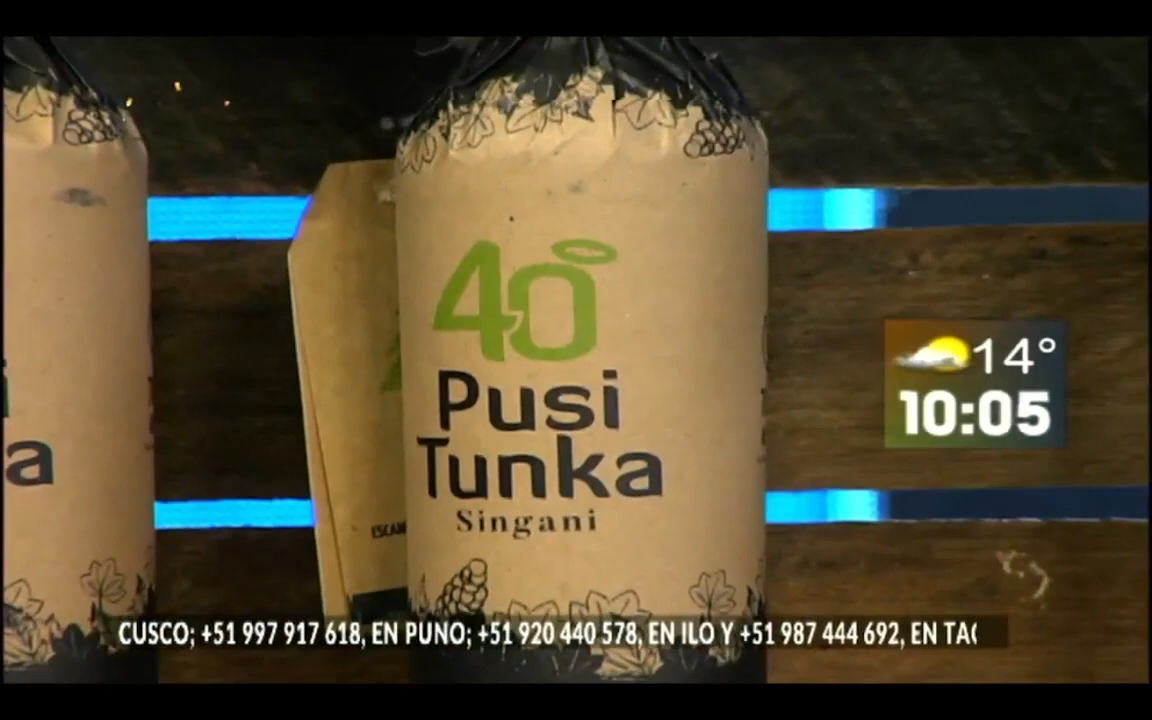 40
Pusi
Tunka
Singani
a
14°
10:05
CUSCO; +51 997 917 618, EN PUNO; +51 920 440 578, EN ILO Y +51 987 444 692, EN